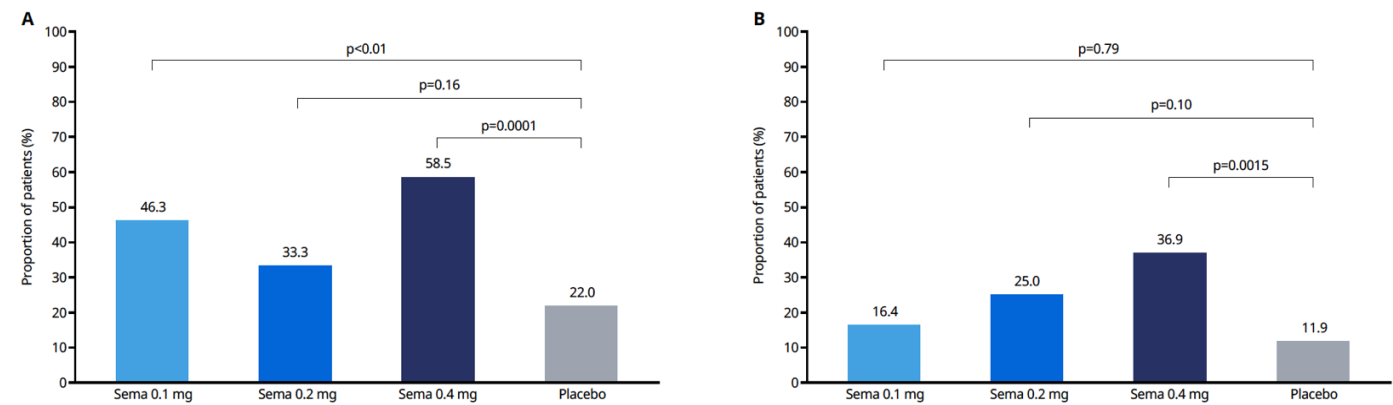 A
Proportion of patients (%)
100
90
80
70
60
50
40
30
20
10
0
p<0.01
p=0.16
p=0.0001
46.3
33.3
58.5
22.0
Sema 0.1 mg
Sema 0.2 mg
Sema 0.4 mg
Placebo
B
Proportion of patients (%)
100
90
80
70
60
50
40
30
20
10
0
p=0.79
p=0.10
p=0.0015
16.4
25.0
36.9
11.9
Sema 0.1 mg
Sema 0.2 mg
Sema 0.4 mg
Placebo